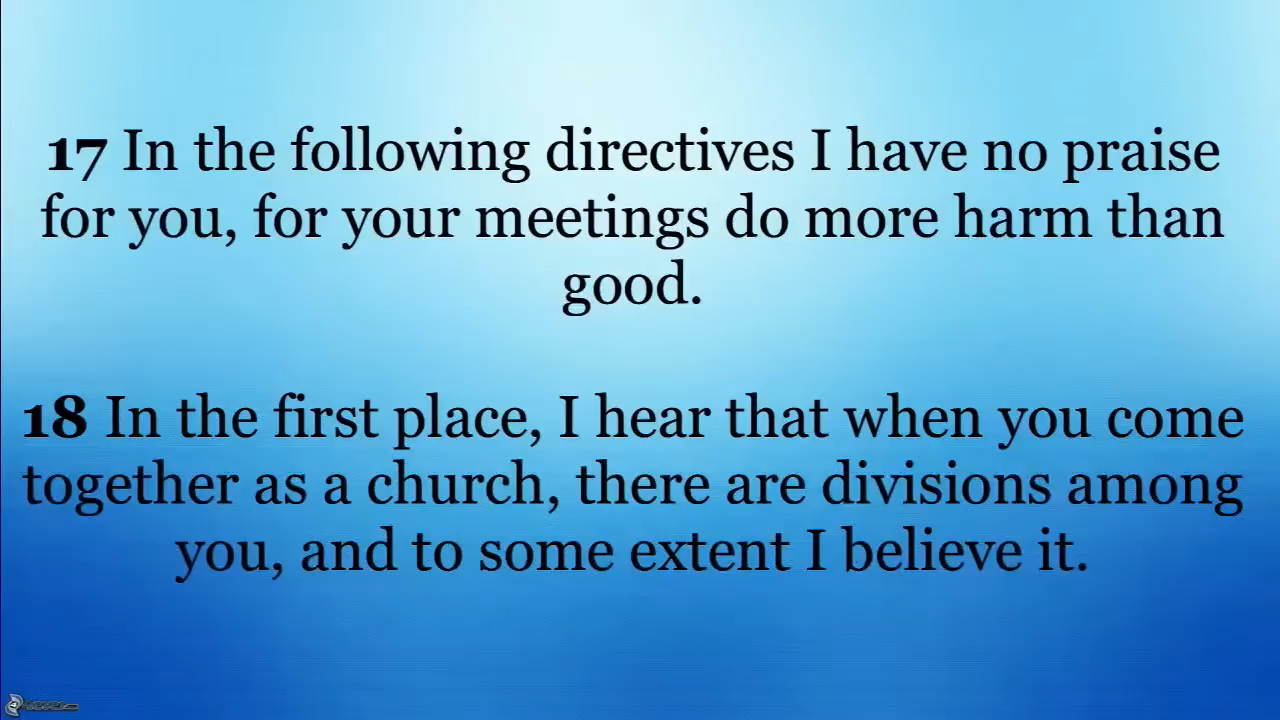 17 In the following directives I have no praise
for you, for your meetings do more harm than
good.
18 In the first place, I hear that when you come
together as a church, there are divisions among
you, and to some extent I believe it.